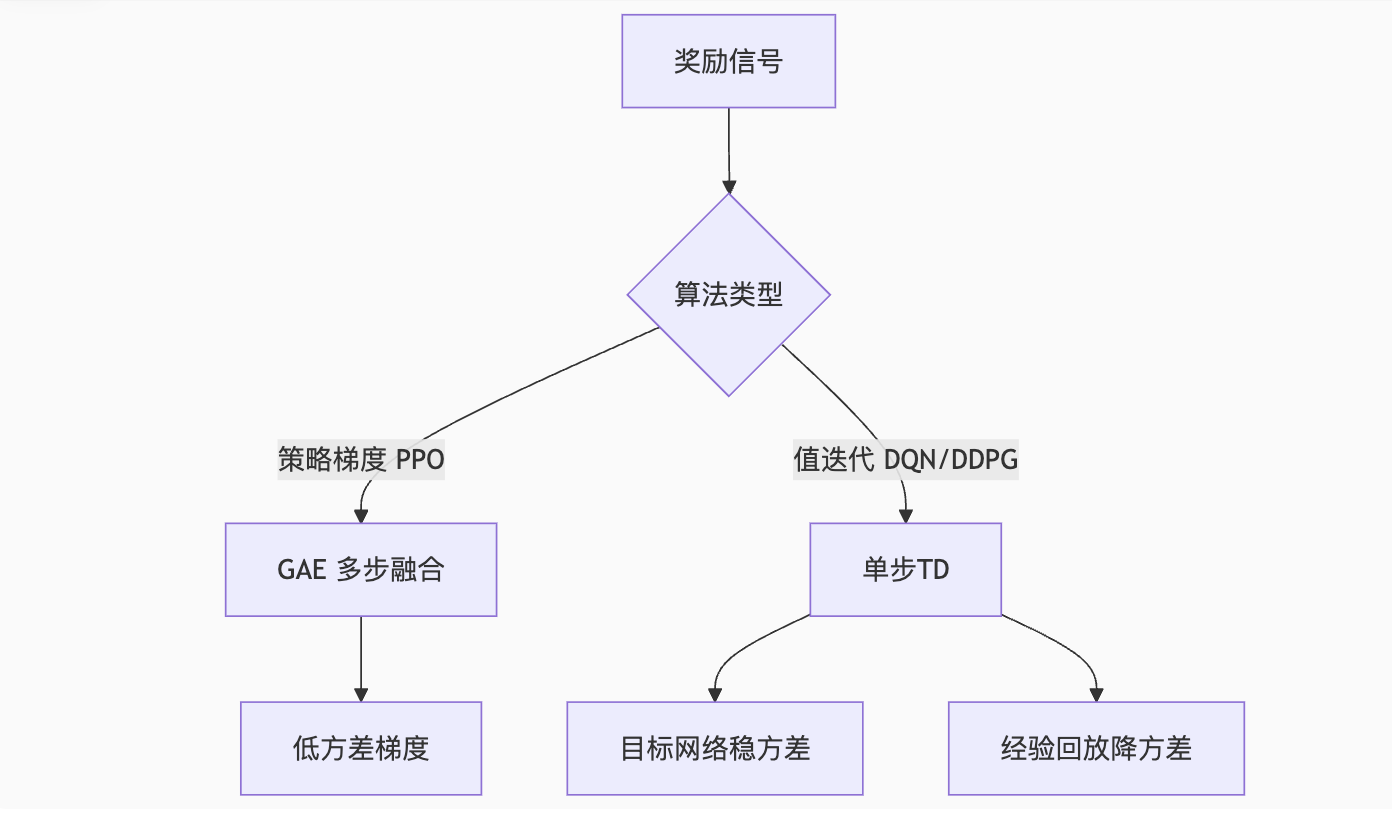 奖励信号
算法类型
策略梯度 PPO
值迭代 DQN/DDPG
GAE 多步融合
单步TD
低方差梯度
目标网络稳方差
经验回放降方差